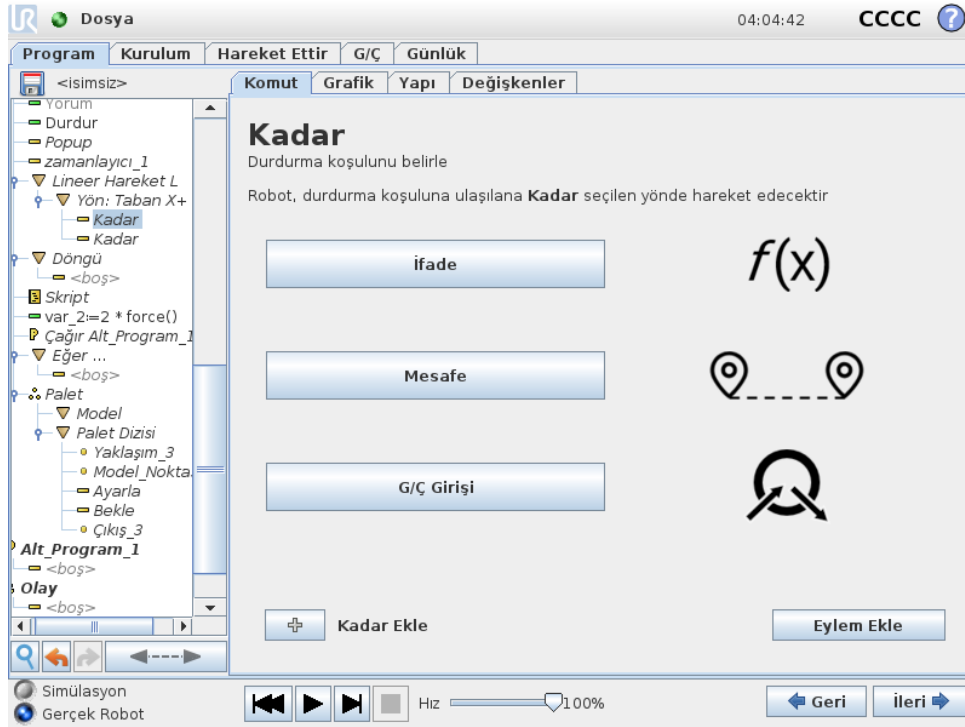 UR Dosya 04:04:42 CCCC ?
Program Kurulum Hareket Ettir G/Ç Günlük
<isimsiz>
Komut Grafik Yapı Değişkenler
Yorum
Durdur
Popup
zamanlayıcı_1
Lineer Hareket L
Yön: Taban X+
Kadar
Kadar
Döngü
<boş>
Skript
var_2:=2 * force()
Çağır Alt_Program_1
Eğer ...
<boş>
Palet
Model
Palet Dizisi
Yaklaşım_3
Model_Nokta
Ayarla
Bekle
Çıkış_3
Alt_Program_1
<boş>
Olay
<boş>
Kadar
Durdurma koşulunu belirle
Robot, durdurma koşuluna ulaşılana Kadar seçilen yönde hareket edecektir
İfade f(x)
Mesafe
G/Ç Girişi
Kadar Ekle Eylem Ekle
Simülasyon
Gerçek Robot
Hız 100%
Geri İleri